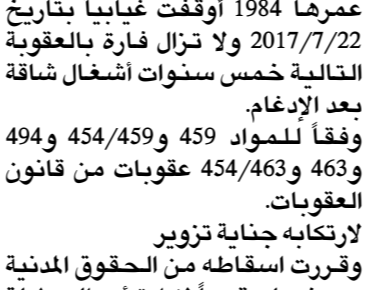 عمرها 1984 أوقفت غيابيا بتاريخ
2017/7/22 ولا تزال فارة بالعقوبة
التالية خمس سنوات أشغال شاقة
بعد الإدغام.
وفقاً للمواد 459 و454/459 و494
و463 و454/463 عقوبات من قانون
العقوبات.
لارتكابه جناية تزوير
وقررت اسقاطه من الحقوق المدنية